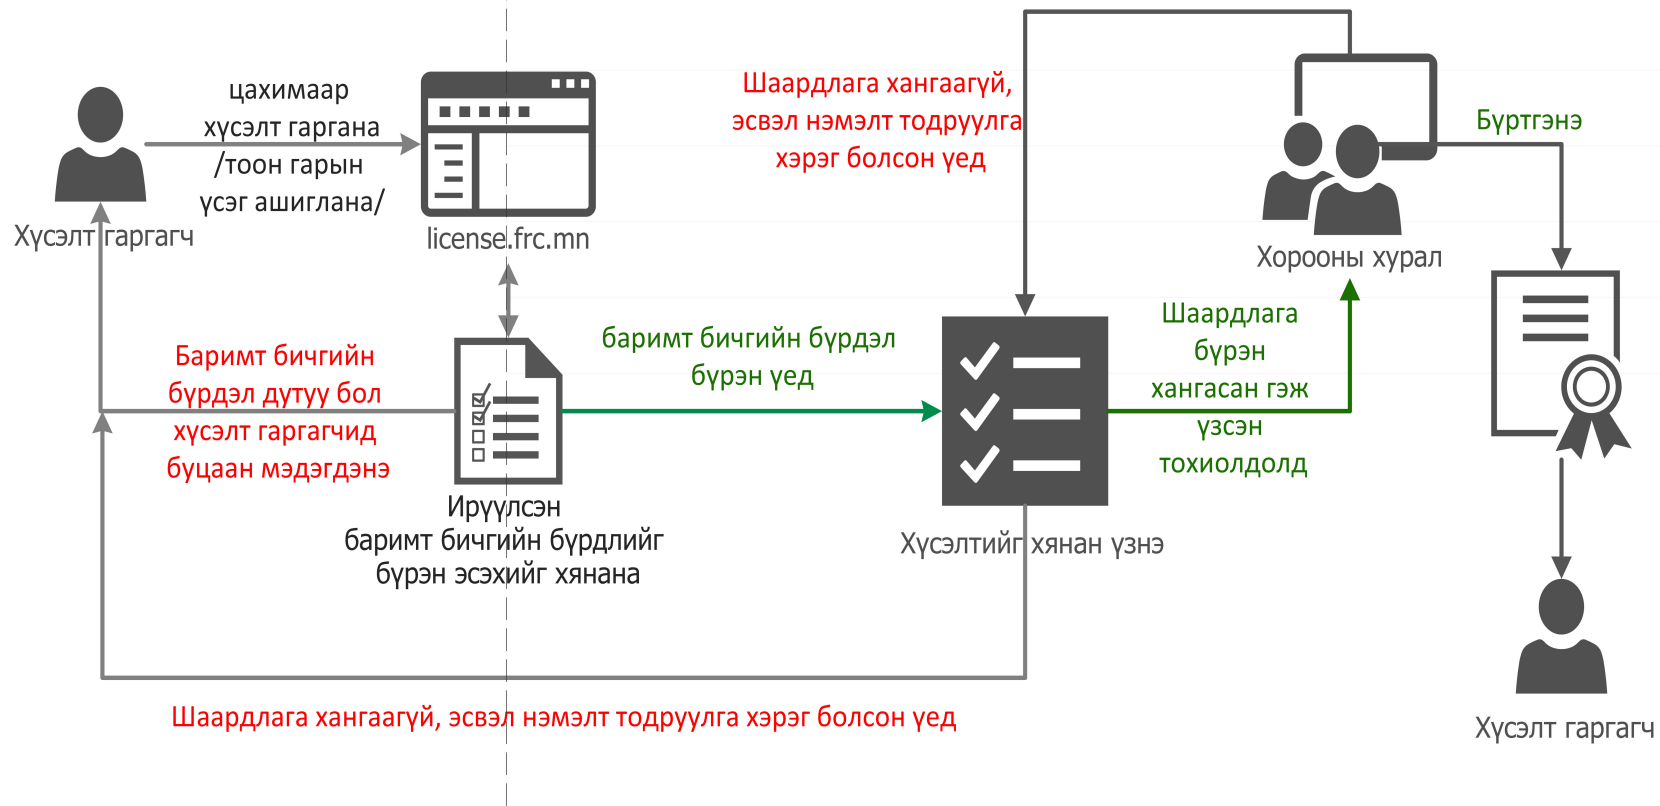 цахимаар
хүсэлт гаргана
/тоон гарын
үсэг ашиглана/
Хүсэлт гаргагч
license.frc.mn
Шаардлага хангаагүй,
эсвэл нэмэлт тодруулга
хэрэг болсон үед
Бүртгэнэ
Хорооны хурал
Баримт бичгийн
бүрдэл дутуу бол
хүсэлт гаргагчид
буцаан мэдэгдэнэ
баримт бичгийн бүрдэл
бүрэн үед
Шаардлага
бүрэн
хангасан гэж
үзсэн
тохиолдолд
Ирүүлсэн
баримт бичгийн бүрдлийг
бүрэн эсэхийг хянана
Хүсэлтийг хянан үзнэ
Шаардлага хангаагүй, эсвэл нэмэлт тодруулга хэрэг болсон үед
Хүсэлт гаргагч